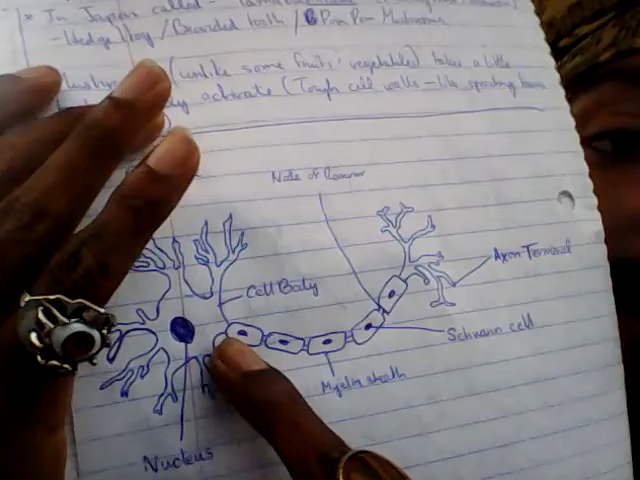 * In Japan called -
- Hedge Hog / Bearded tooth / Pom Pom Mushroom
(unlike some fruits, vegetables) takes a little
activate (Tough cell walls - like
Node of Ranvier
Axon Terminal
Cell Body
Schwann cell
Myelin sheath
Nucleus